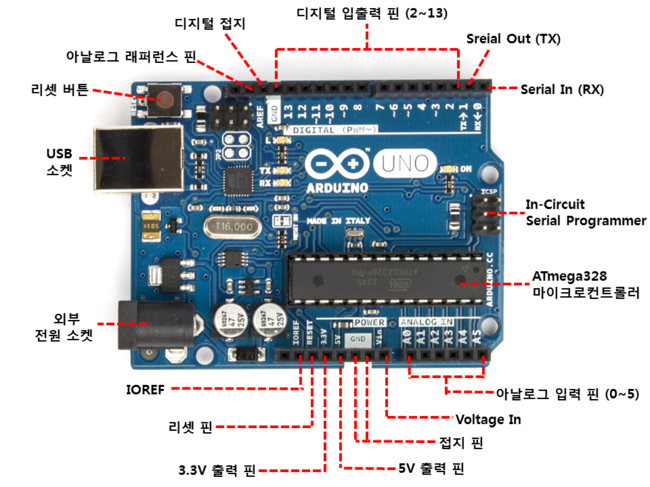 디지털 접지
디지털 입출력 핀 (2~13)
Sreial Out (TX)
아날로그 래퍼런스 핀
Serial In (RX)
리셋 버튼
USB
소켓
In-Circuit
Serial Programmer
ATmega328
마이크로컨트롤러
외부
전원 소켓
IOREF
아날로그 입력 핀 (0~5)
리셋 핀
Voltage In
접지 핀
3.3V 출력 핀
5V 출력 핀
AREF
GND
13
12
~11
~10
~9
8
7
~6
~5
4
~3
2
TX→1
RX←0
DIGITAL (PWM~)
L
TX
RX
UNO
ARDUINO
ON
ICSP
MADE IN ITALY
T16.000
ARDUINO.CC
47
25V
47
25V
POWER
ANALOG IN
IOREF
RESET
3.3V
5V
GND
Vin
A0
A1
A2
A3
A4
A5